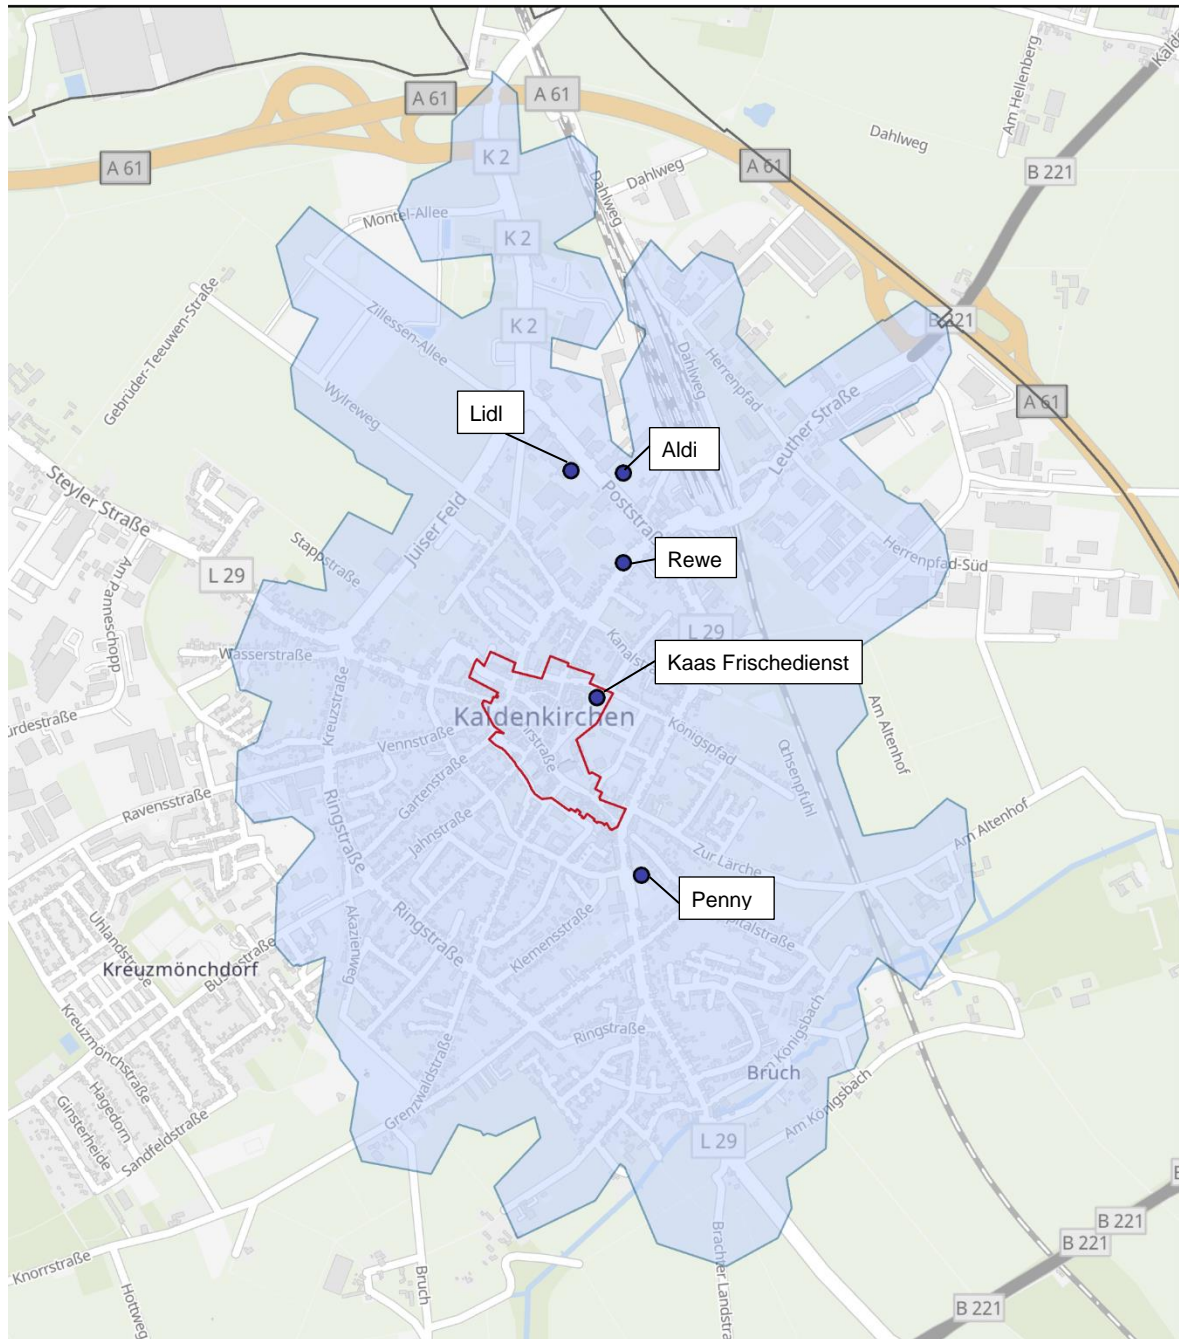 A 61
A 61
K 2
A 61
A 61
B 221
Am Hellenberg
Dahlweg
Dahlweg
Dahlweg
Dahlweg
Montel-Allee
K 2
K 2
B 221
Gebrüder-Teeuwen-Straße
Zillessen-Allee
Wylreweg
Dahlweg
Herrenpfad
Leuther Straße
A 61
Lidl
Aldi
Steyler Straße
Juiser Feld
Stappstraße
Am Panneschopp
L 29
Rewe
Herrenpfad-Süd
Kanalstraße
L 29
Wasserstraße
Kaas Frischedienst
Kaldenkirchen
Kreuzstraße
Vennstraße
Königspfad
Ochsenpfuhl
Am Altenhof
Ravensstraße
Gartenstraße
Jahnstraße
Ringstraße
Zur Lärche
Am Altenhof
Penny
Uhlandstraße
Kreuzmönchdorf
Akazienweg
Ringstraße
Klemensstraße
Kreuzmönchstraße
Hagedorn
Ginsterheide
Sandfeldstraße
Grenzwaldstraße
Ringstraße
Bruch
Am Königsbach
Am Königsbach
L 29
Knorrstraße
Hottweg
Bruch
B 221
B 221
B 221